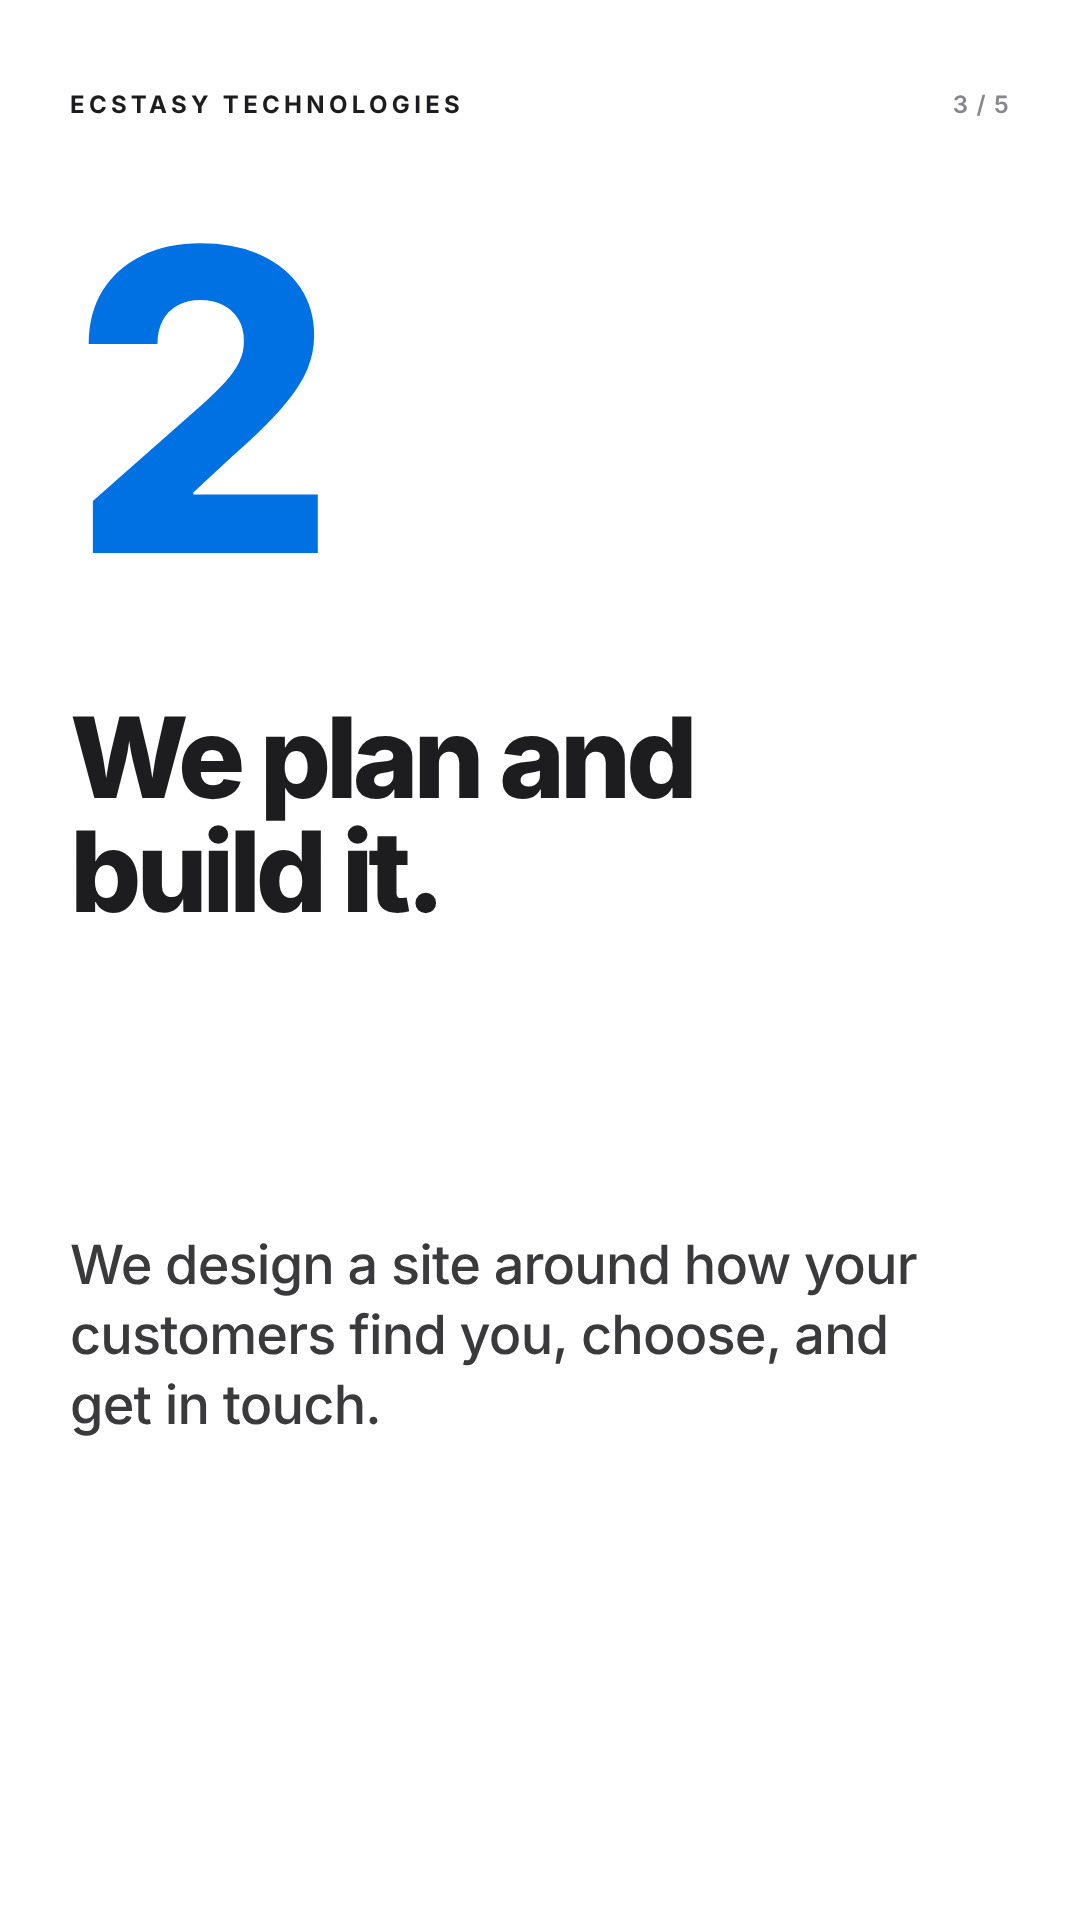 ECSTASY TECHNOLOGIES
3 / 5
2
We plan and
build it.
We design a site around how your
customers find you, choose, and
get in touch.